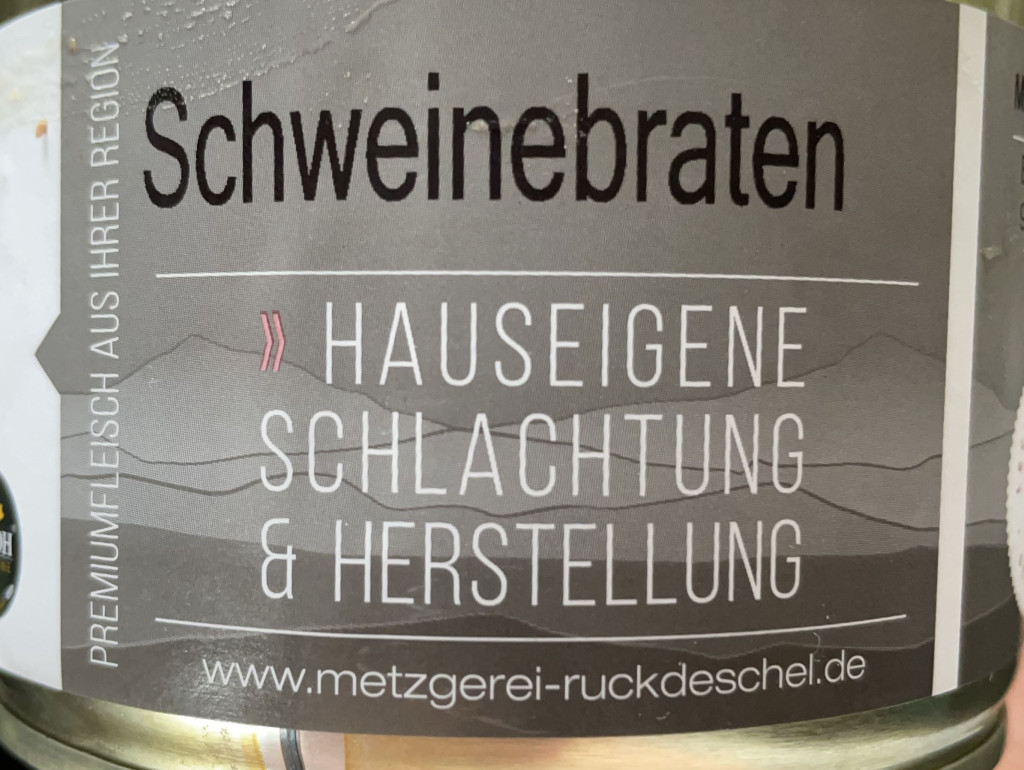 PREMIUMFLEISCH AUS IHRER REGION
Schweinebraten
» HAUSEIGENE
SCHLACHTUNG
& HERSTELLUNG
www.metzgerei-ruckdeschel.de